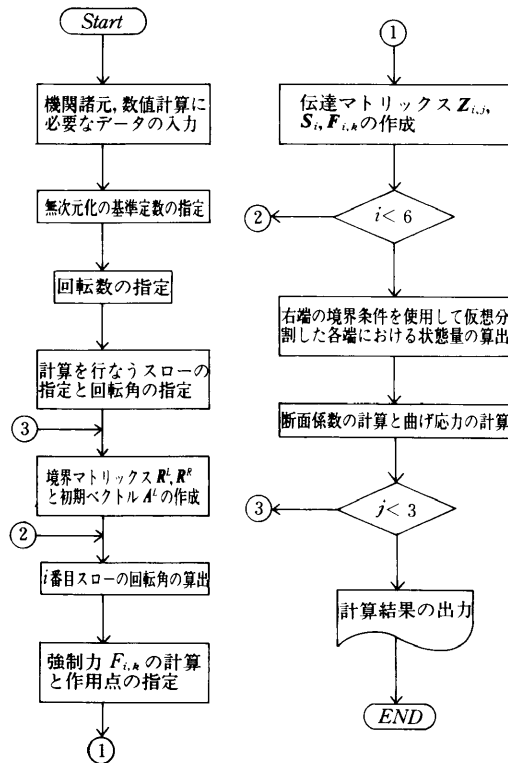 Start
機関諸元,数値計算に
必要なデータの入力
無次元化の基準定数の指定
回転数の指定
計算を行なうスローの
指定と回転角の指定
③
境界マトリックス R^L, R^R
と初期ベクトル A^L の作成
②
i番目スローの回転角の算出
強制力 F_{i,k} の計算
と作用点の指定
①
①
伝達マトリックス Z_{i,j},
S_i, F_{i,k}の作成
②
i< 6
右端の境界条件を使用して仮想分
割した各端における状態量の算出
断面係数の計算と曲げ応力の計算
③
j< 3
計算結果の出力
END